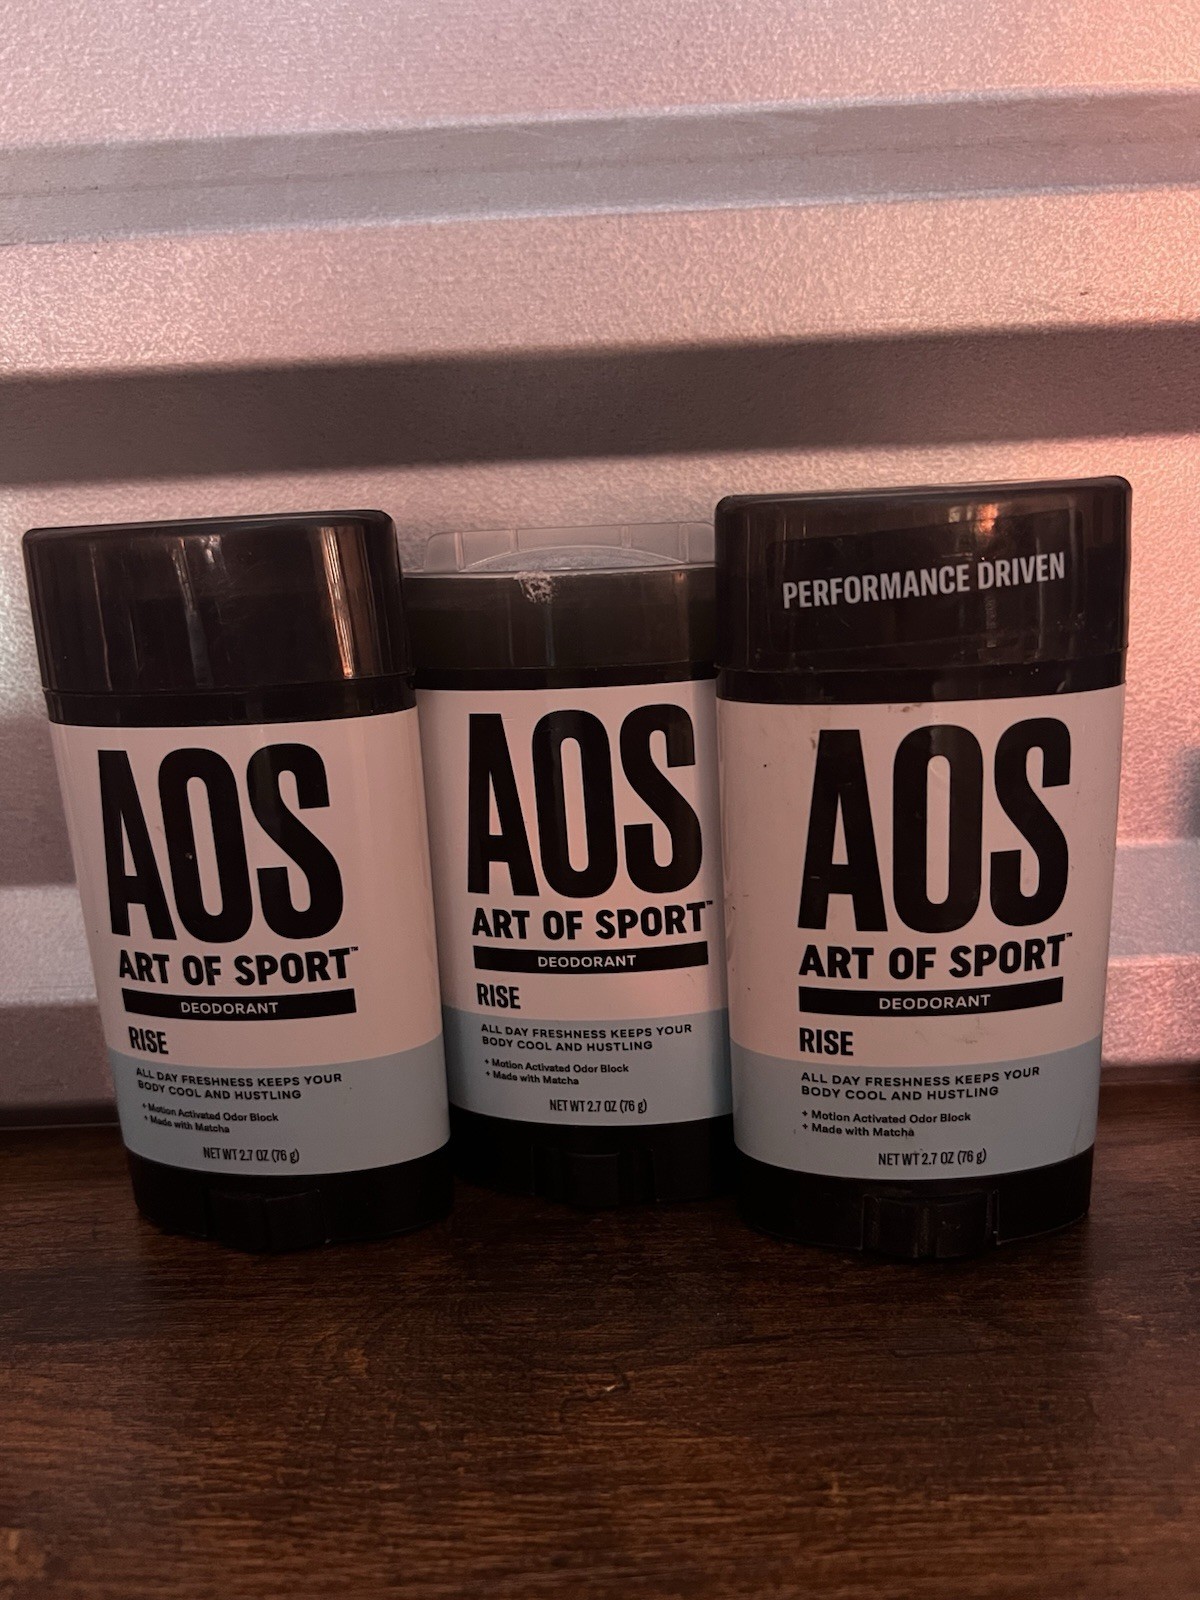 AOS
ART OF SPORT™
DEODORANT
RISE
ALL DAY FRESHNESS KEEPS YOUR
BODY COOL AND HUSTLING
+ Motion Activated Odor Block
+ Made with Matcha
NET WT 2.7 OZ (76 g)
AOS
ART OF SPORT™
DEODORANT
RISE
ALL DAY FRESHNESS KEEPS YOUR
BODY COOL AND HUSTLING
+ Motion Activated Odor Block
+ Made with Matcha
NET WT 2.7 OZ (76 g)
PERFORMANCE DRIVEN
AOS
ART OF SPORT™
DEODORANT
RISE
ALL DAY FRESHNESS KEEPS YOUR
BODY COOL AND HUSTLING
+ Motion Activated Odor Block
+ Made with Matcha
NET WT 2.7 OZ (76 g)